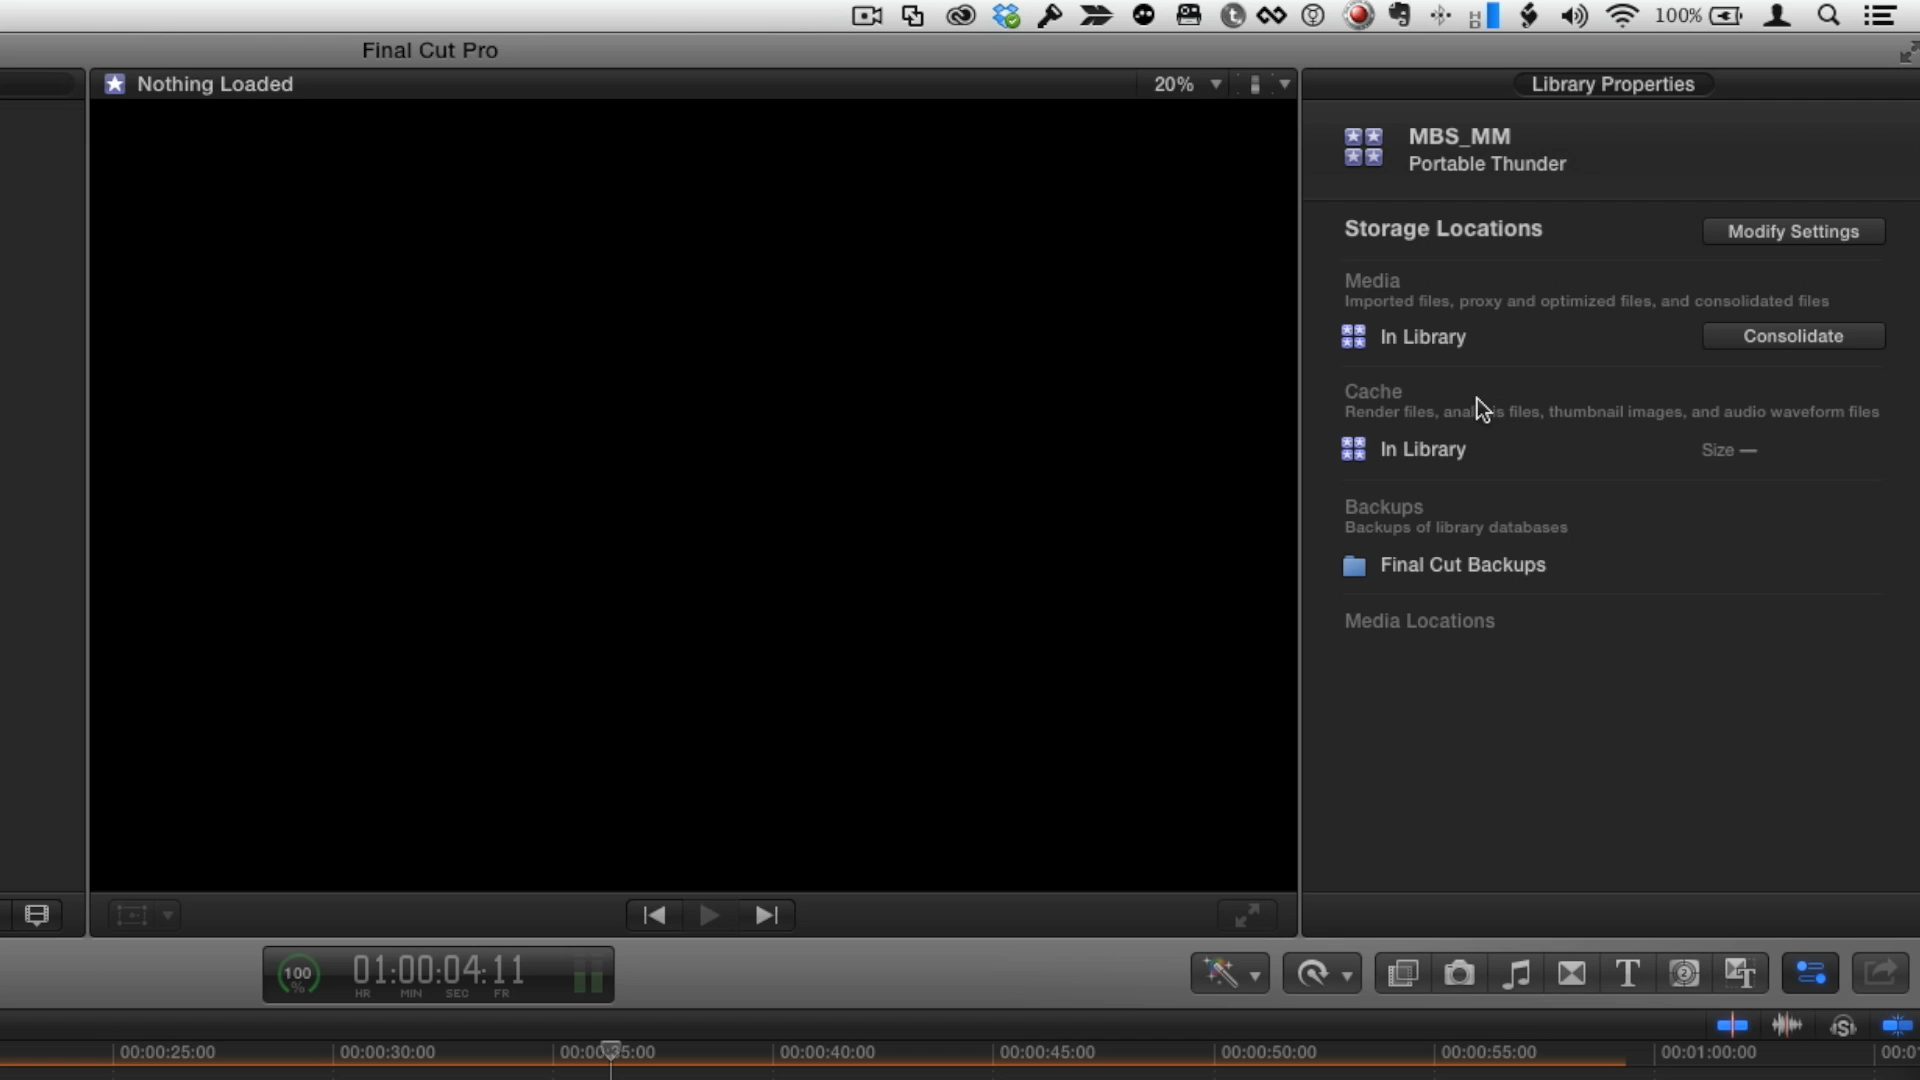 100%
Final Cut Pro
Nothing Loaded
20%
Library Properties
MBS_MM
Portable Thunder
Storage Locations
Modify Settings
Media
Imported files, proxy and optimized files, and consolidated files
In Library
Consolidate
Cache
Render files, files, thumbnail images, and audio waveform files
In Library
Size —
Backups
Backups of library databases
Final Cut Backups
Media Locations
100
%
01:00:04:11
HR MIN SEC FR
00:00:25:00
00:00:30:00
00:00:35:00
00:00:40:00
00:00:45:00
00:00:50:00
00:00:55:00
00:01:00:00